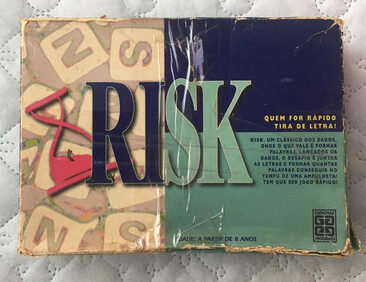 N
S
RISK
QUEM FOR RÁPIDO
TIRA DE LETRA!
RISK, UM CLÁSSICO DOS DADOS,
ONDE O QUE VALE É FORMAR
PALAVRAS. LANÇADOS OS
DADOS, O DESAFIO É JUNTAR
AS LETRAS E FORMAR QUANTAS
PALAVRAS CONSEGUIR NO
TEMPO DE UMA AMPULHETA!
TEM QUE SER JOGO RÁPIDO!
IDADE: A PARTIR DE 8 ANOS
GROW